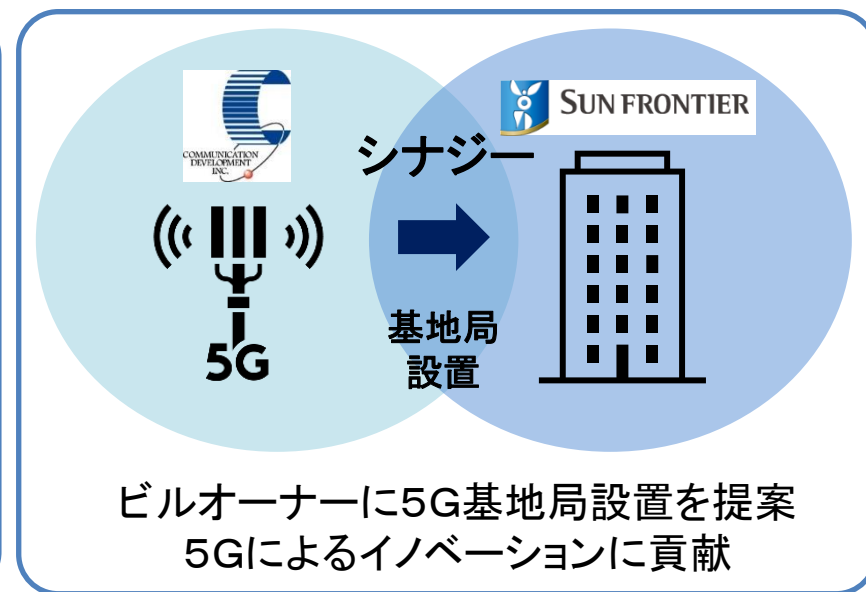 COMMUNICATION
DEVELOPMENT
INC.
SUN FRONTIER
シナジー
5G
基地局
設置
ビルオーナーに5G基地局設置を提案
5Gによるイノベーションに貢献